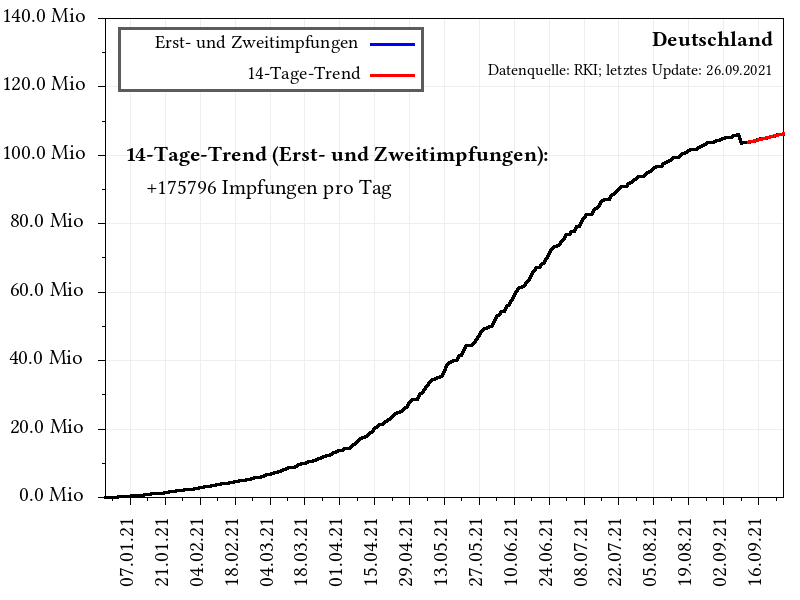 140.0 Mio
120.0 Mio
100.0 Mio
80.0 Mio
60.0 Mio
40.0 Mio
20.0 Mio
0.0 Mio
Erst- und Zweitimpfungen
14-Tage-Trend
Deutschland
Datenquelle: RKI; letztes Update: 26.09.2021
14-Tage-Trend (Erst- und Zweitimpfungen):
+175796 Impfungen pro Tag
07.01.21
21.01.21
04.02.21
18.02.21
04.03.21
18.03.21
01.04.21
15.04.21
29.04.21
13.05.21
27.05.21
10.06.21
24.06.21
08.07.21
22.07.21
05.08.21
19.08.21
02.09.21
16.09.21